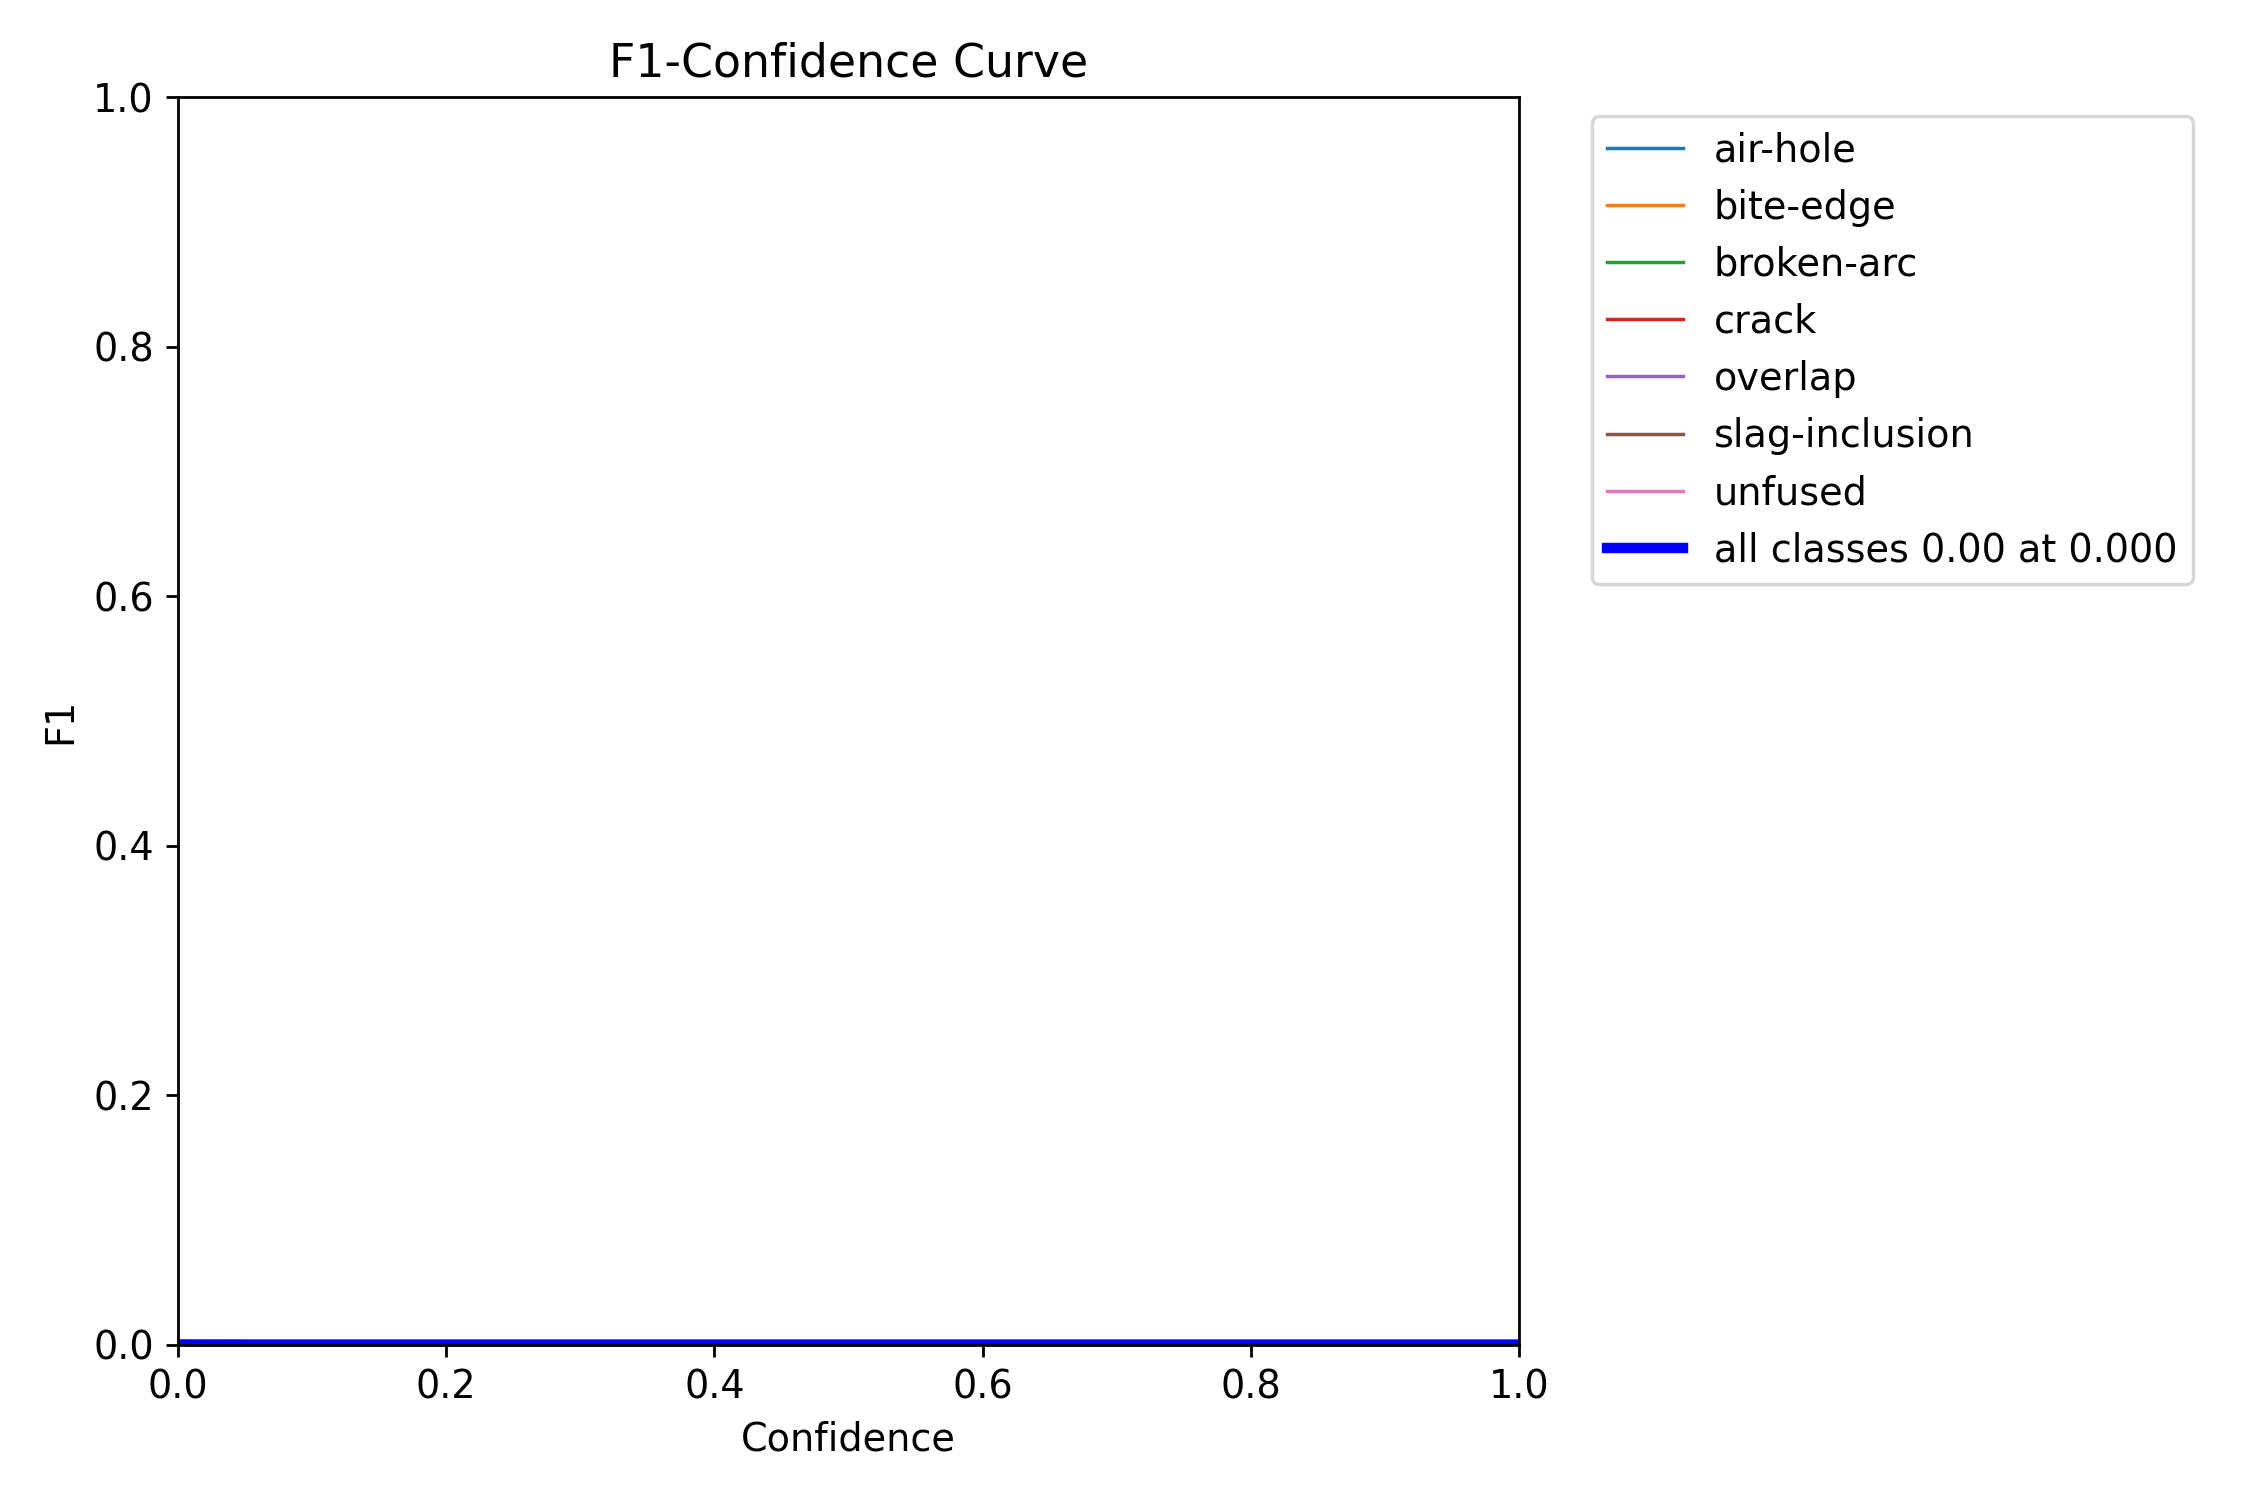 F1-Confidence Curve
1.0
0.8
0.6
0.4
0.2
0.0
F1
0.0 0.2 0.4 0.6 0.8 1.0
Confidence
air-hole
bite-edge
broken-arc
crack
overlap
slag-inclusion
unfused
all classes 0.00 at 0.000